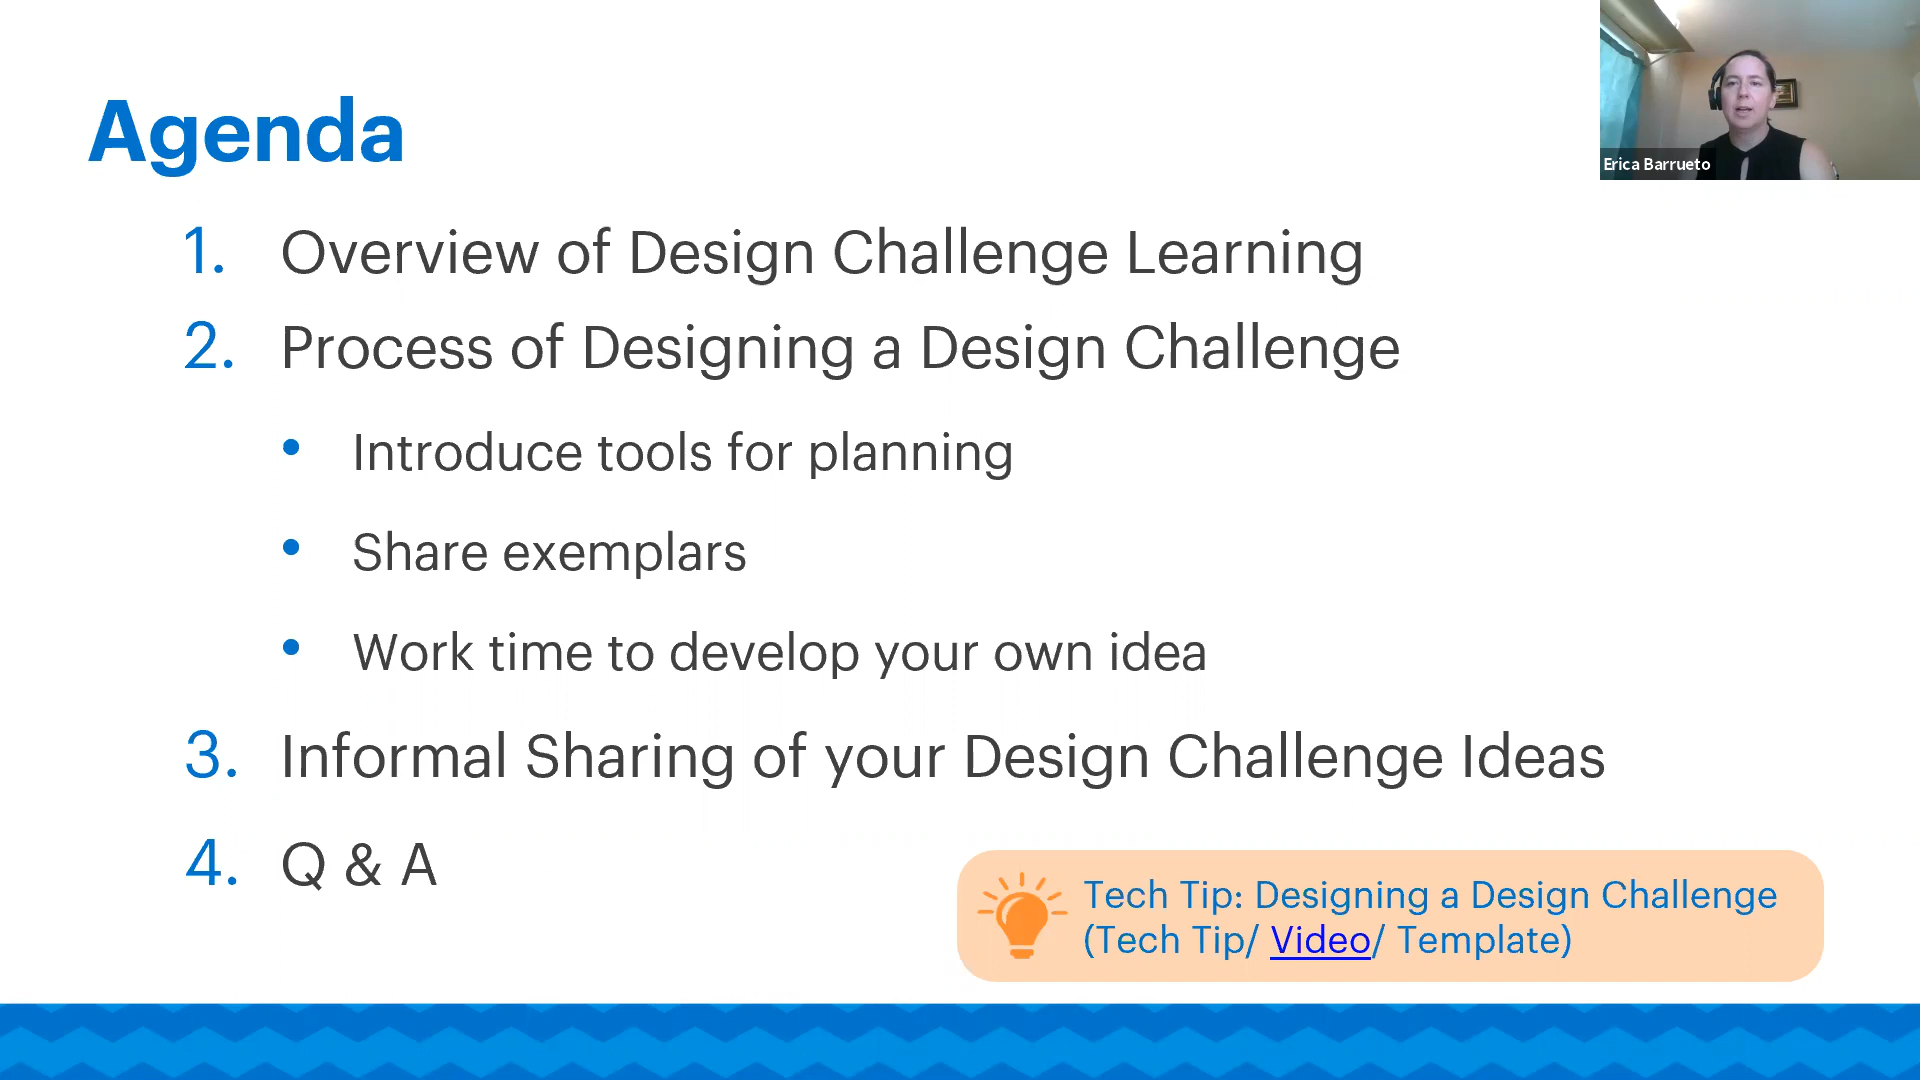 Agenda
Erica Barrueto
1. Overview of Design Challenge Learning
2. Process of Designing a Design Challenge
• Introduce tools for planning
• Share exemplars
• Work time to develop your own idea
3. Informal Sharing of your Design Challenge Ideas
4. Q & A
Tech Tip: Designing a Design Challenge
(Tech Tip/ Video/ Template)